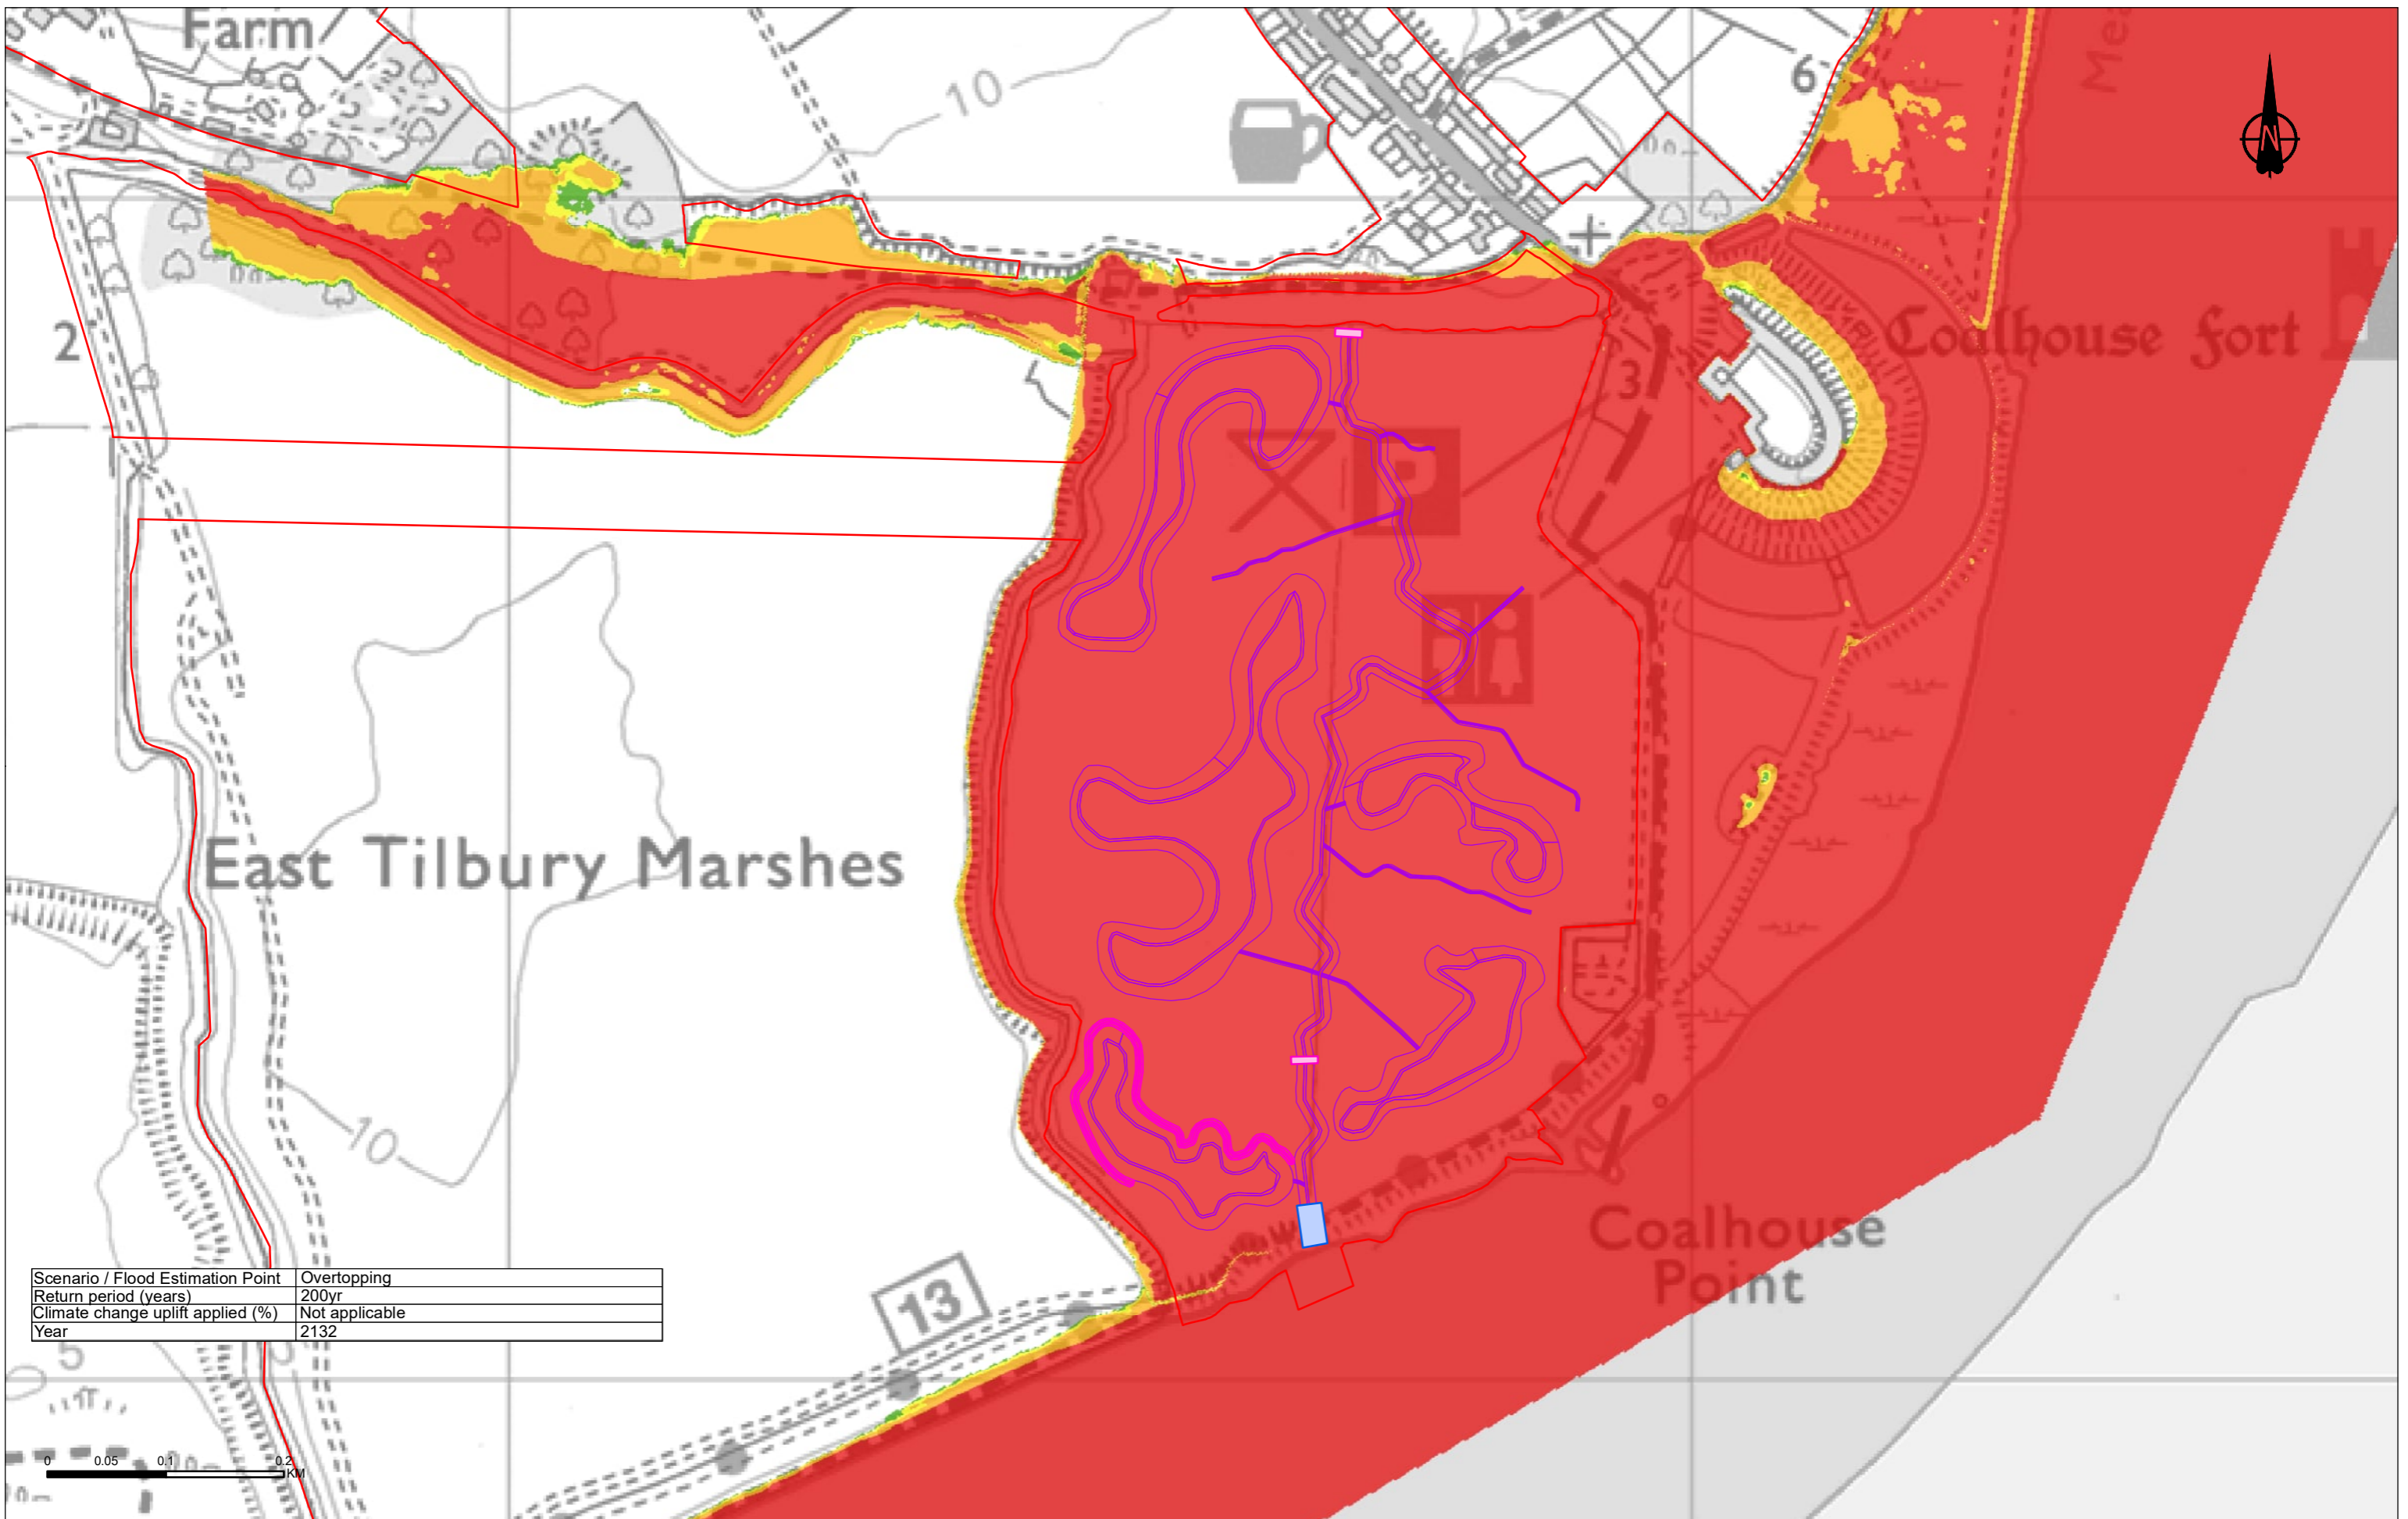 Farm
10
6
Mea
N
2
3
Coalhouse Fort
P
East Tilbury Marshes
10
Coalhouse
Point
13
Scenario / Flood Estimation Point Overtopping
Return period (years) 200yr
Climate change uplift applied (%) Not applicable
Year 2132
5
0 0.05 0.1 0.2
KM